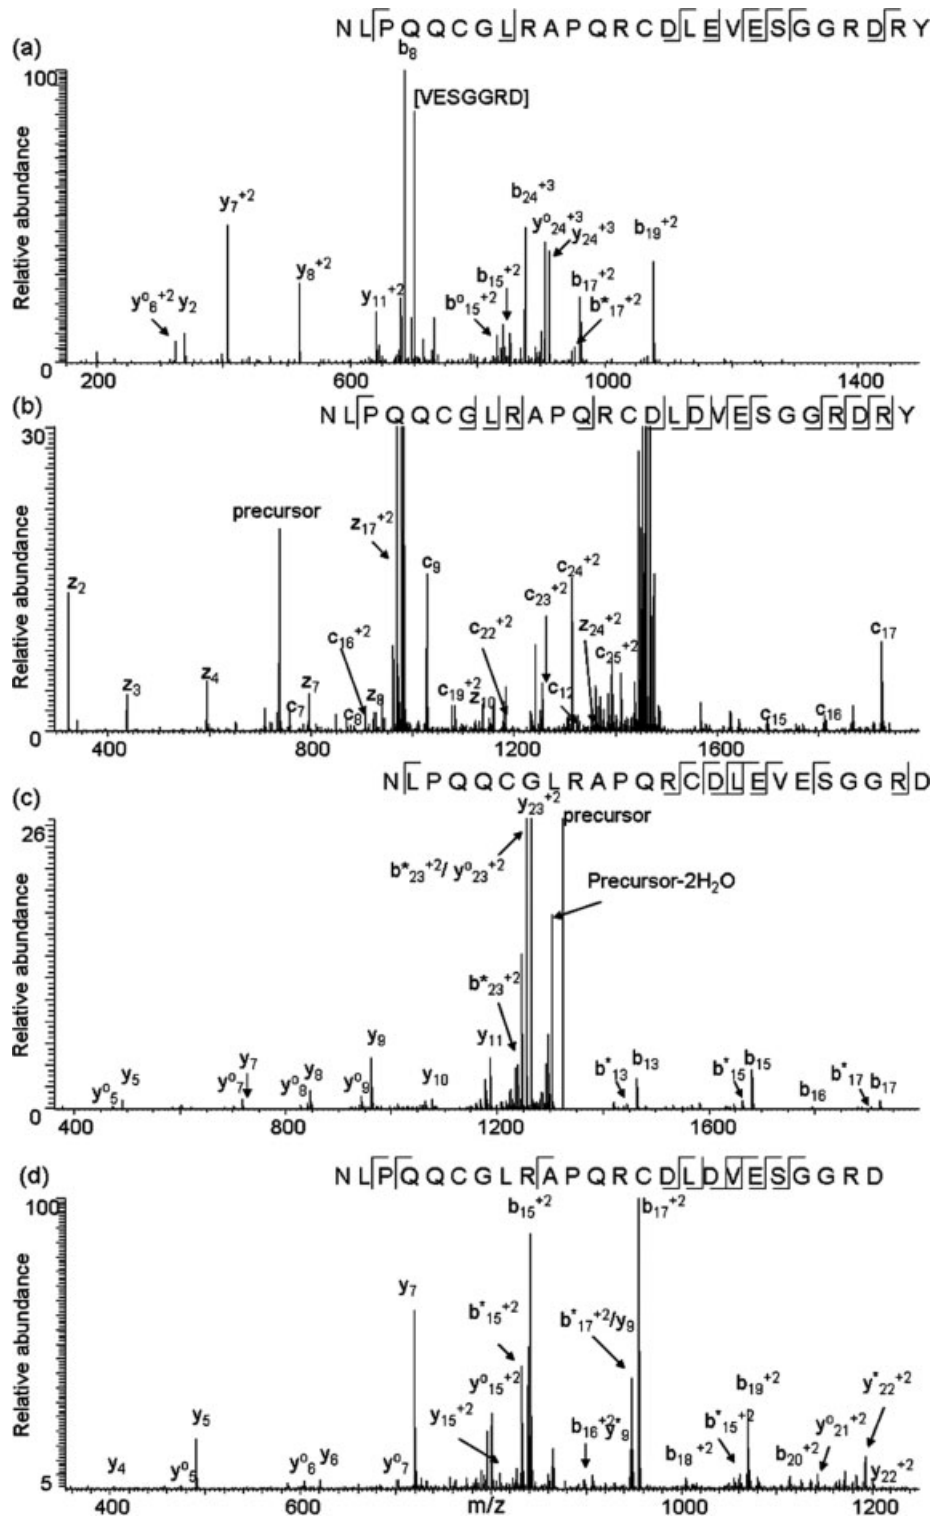 NLPQQCGLRAPQRCDLEVESGGRDRY
(a)
b8
100
[VESGGRD]
Relative abundance
y7+2
b24+3
yo24+3
y24+3
b19+2
y8+2
b15+2
b17+2
yo6+2 y2
y11+2
bo15+2
b*17+2
0
200 600 1000 1400
(b)
NLPQQCGLRAPQRCDLDVESGGRDRY
30
Relative abundance
precursor
z17+2
c9
c24+2
z2
c23+2
c22+2
z24+2
c16+2
c25+2
c17
z3
z4
z7
c19+2
c12
c7
c8
z8
z10
c15
c16
0
400 800 1200 1600
(c)
NLPQQCGLRAPQRCDLEVESGGRD
26
y23+2
precursor
b*23+2/ yo23+2
Precursor-2H2O
Relative abundance
b*23+2
y9
y11
y7
yo5
y5
yo7
yo8
y8
yo9
y10
b*13
b13
b*15
b15
b16
b*17
b17
0
400 800 1200 1600
(d)
NLPQQCGLRAPQRCDLDVESGGRD
100
b15+2
b17+2
Relative abundance
y7
b*15+2
b*17+2/y9
yo15+2
b19+2
y*22+2
y5
y15+2
b16+2
y*9
b*15+2
yo21+2
y4
yo5
yo6
y6
yo7
b18+2
b20+2
y22+2
5
400 600 m/z 1000 1200